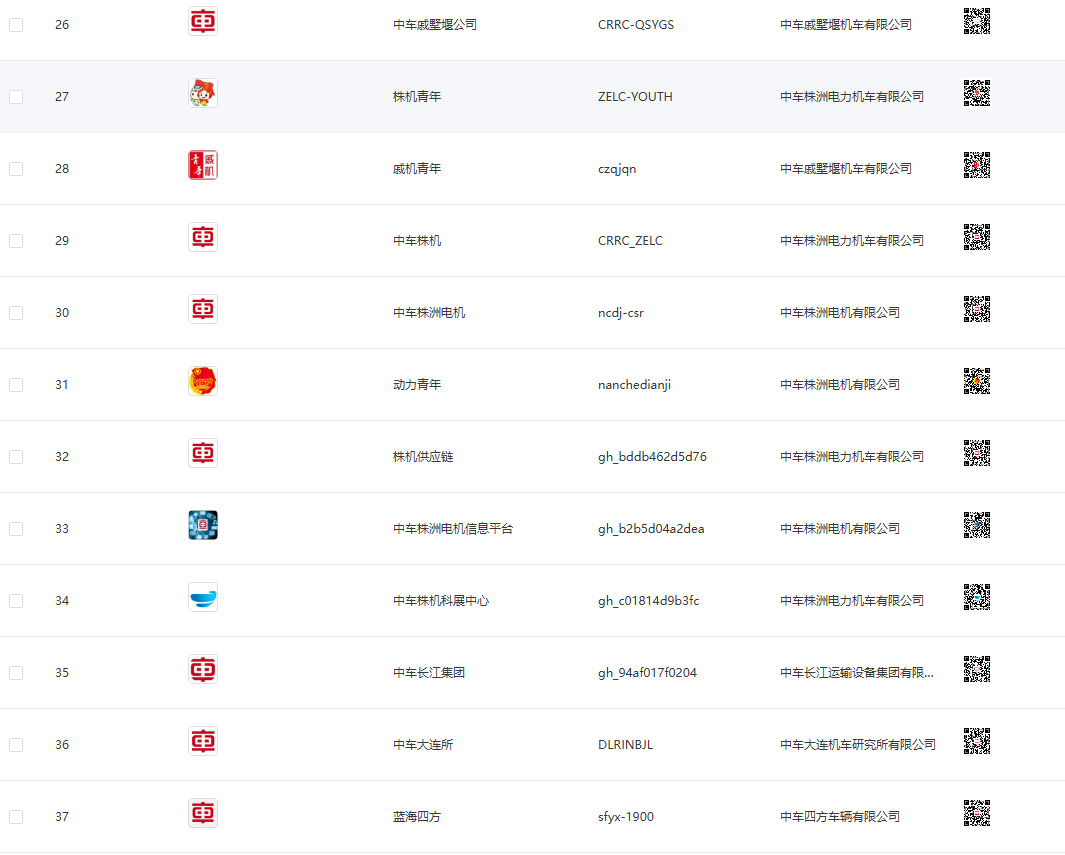 26 中车戚墅堰公司 CRRC-QSYGS 中车戚墅堰机车有限公司
27 株机青年 ZELC-YOUTH 中车株洲电力机车有限公司
28 戚机青年 czqjqn 中车戚墅堰机车有限公司
29 中车株机 CRRC_ZELC 中车株洲电力机车有限公司
30 中车株洲电机 ncdj-csr 中车株洲电机有限公司
31 动力青年 nanchedianji 中车株洲电机有限公司
32 株机供应链 gh_bddb462d5d76 中车株洲电力机车有限公司
33 中车株洲电机信息平台 gh_b2b5d04a2dea 中车株洲电机有限公司
34 中车株机科展中心 gh_c01814d9b3fc 中车株洲电力机车有限公司
35 中车长江集团 gh_94af017f0204 中车长江运输设备集团有限...
36 中车大连所 DLRINBJL 中车大连机车研究所有限公司
37 蓝海四方 sfyx-1900 中车四方车辆有限公司